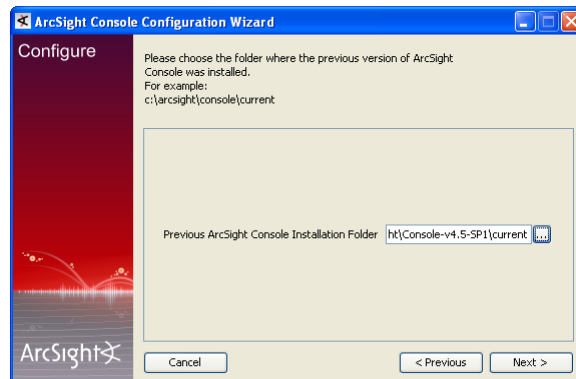 ArcSight Console Configuration Wizard
Configure
Please choose the folder where the previous version of ArcSight
Console was installed.
For example:
c:\arcsight\console\current
Previous ArcSight Console Installation Folder ht\Console-v4.5-SP1\current ...
ArcSight
Cancel < Previous Next >